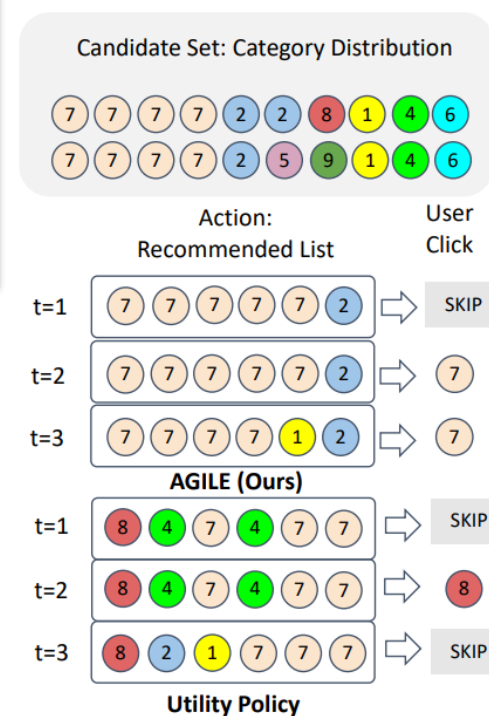 Candidate Set: Category Distribution
7 7 7 7 2 2 8 1 4 6
7 7 7 7 2 5 9 1 4 6
Action:
Recommended List
User
Click
t=1 7 7 7 7 7 2 SKIP
t=2 7 7 7 7 7 2 7
t=3 7 7 7 7 1 2 7
AGILE (Ours)
t=1 8 4 7 4 7 7 SKIP
t=2 8 4 7 4 7 7 8
t=3 8 2 1 7 7 7 SKIP
Utility Policy